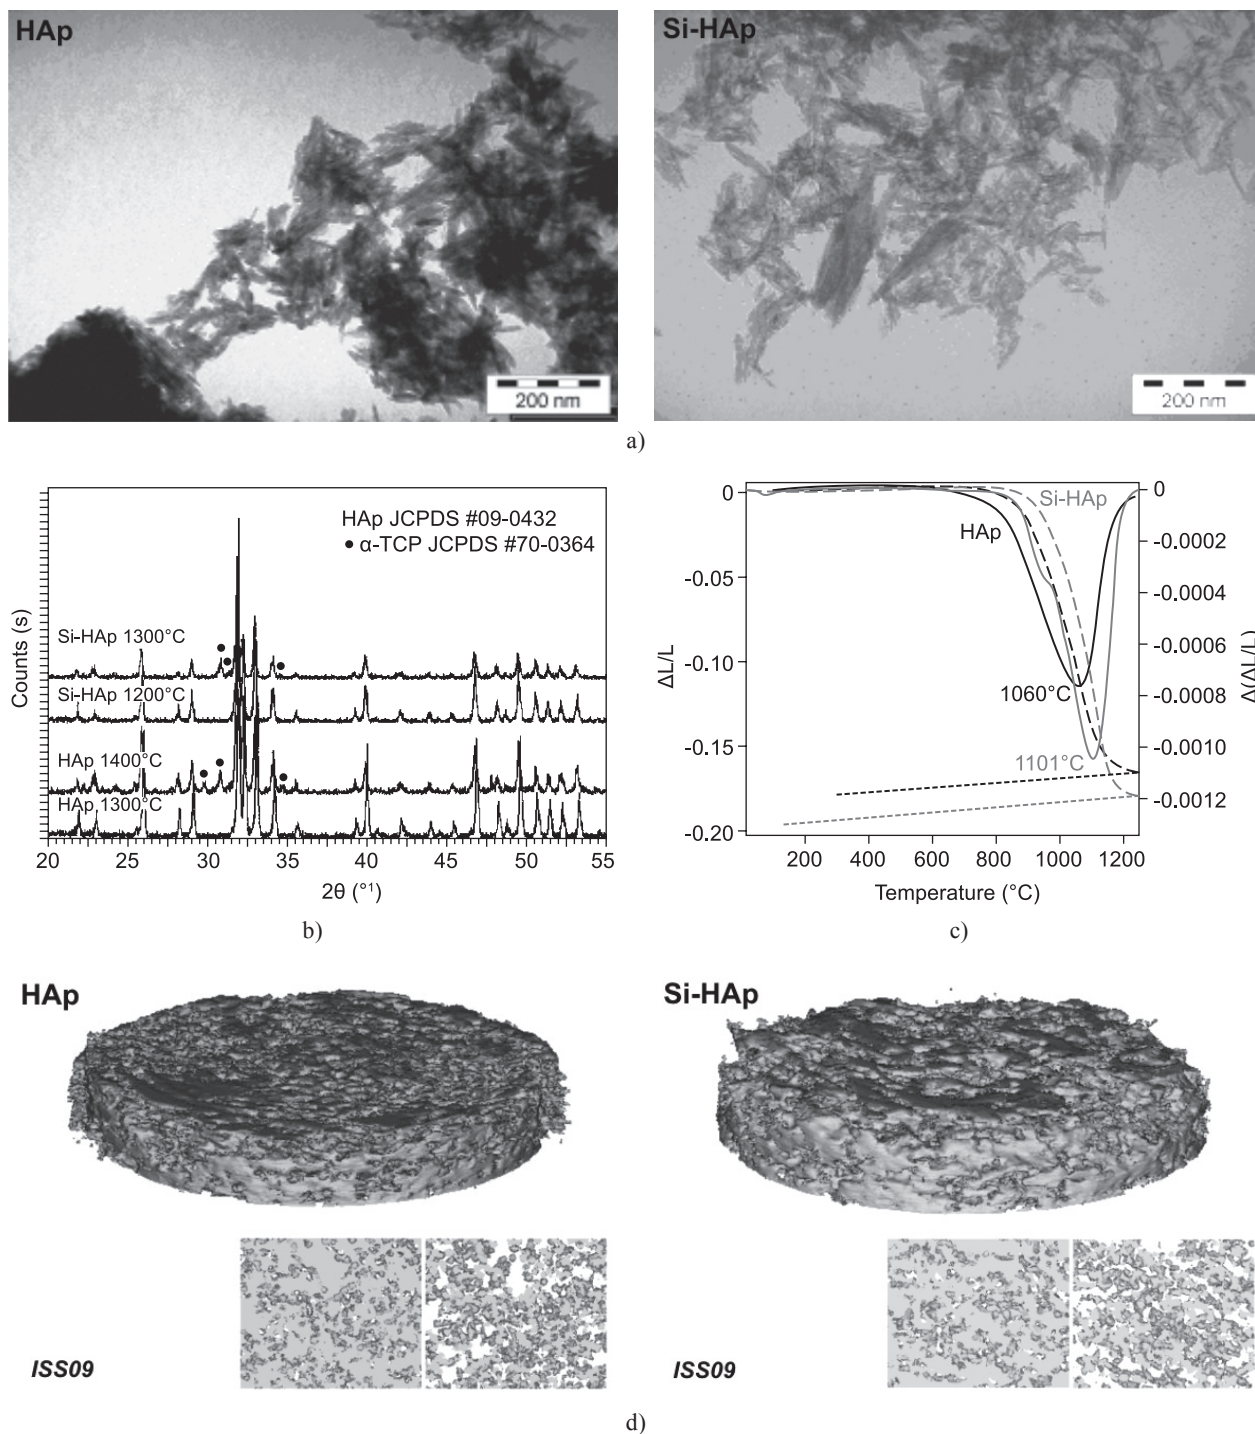 HAp
Si-HAp
200 nm
200 nm
a)
HAp JCPDS #09-0432
• α-TCP JCPDS #70-0364
Si-HAp 1300°C
Si-HAp 1200°C
HAp 1400°C
HAp 1300°C
Counts (s)
20 25 30 35 40 45 50 55
2θ (°¹)
b)
0
-0.05
-0.10
-0.15
-0.20
ΔL/L
Si-HAp
HAp
1060°C
1101°C
0
-0.0002
-0.0004
-0.0006
-0.0008
-0.0010
-0.0012
Δ(ΔL/L)
200 400 600 800 1000 1200
Temperature (°C)
c)
HAp
Si-HAp
ISS09
ISS09
d)